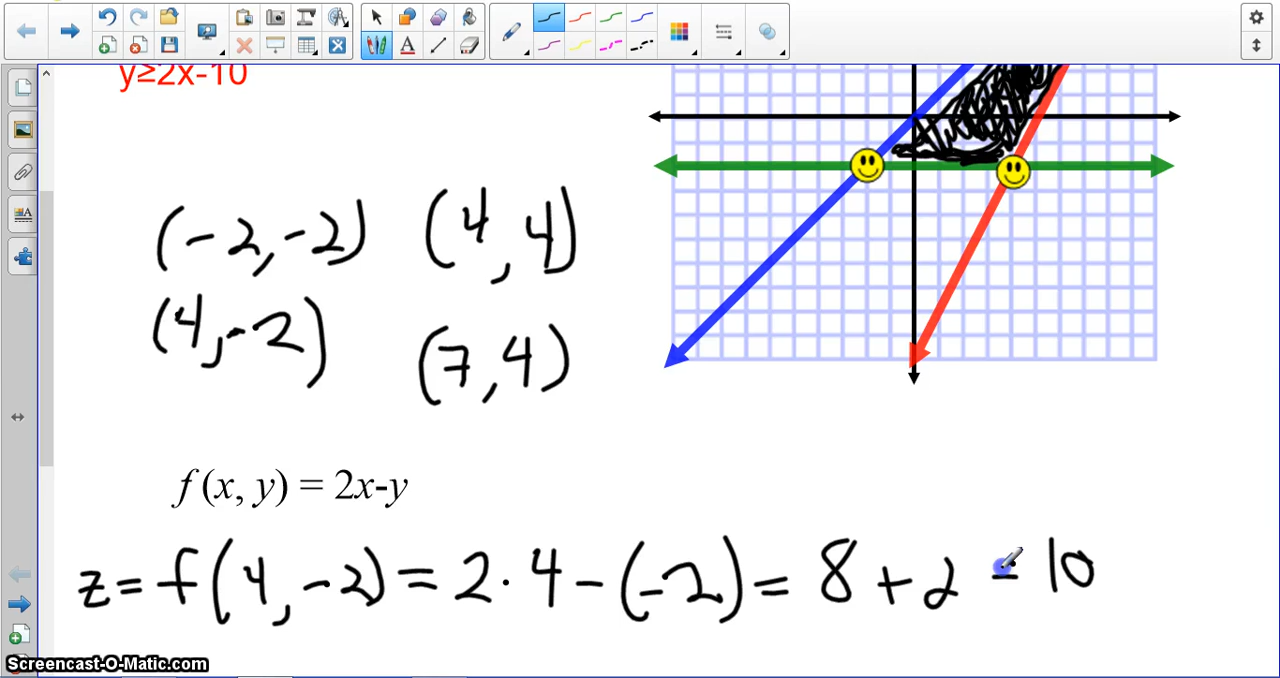 y≥2x-10
(-2,-2) (4,4)
(4,-2) (7,4)
f(x, y) = 2x-y
z = f(4, -2) = 2·4 - (-2) = 8 + 2 = 10
Screencast-O-Matic.com